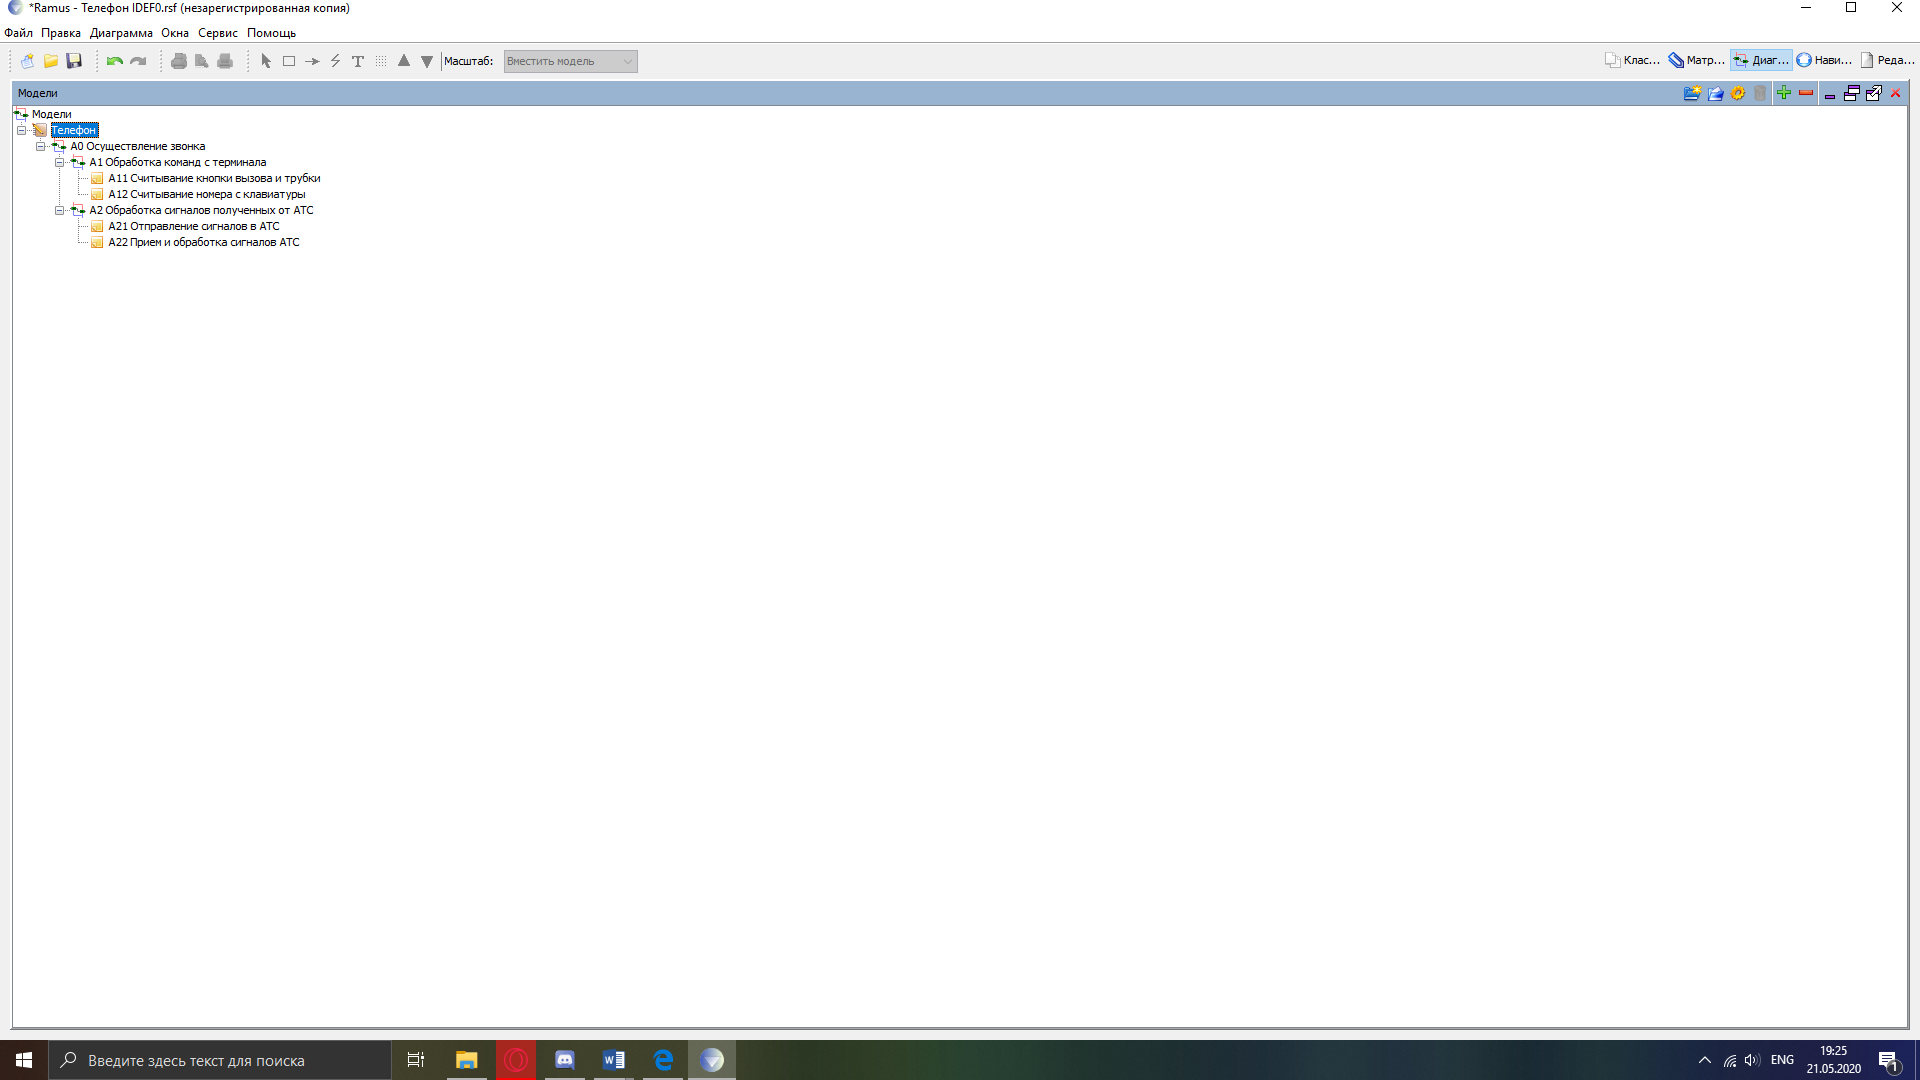 *Ramus - Телефон IDEF0.rsf (незарегистрированная копия)
Файл Правка Диаграмма Окна Сервис Помощь
Масштаб: Вместить модель Клас... Матр... Диаг... Нави... Реда...
Модели
Модели
Телефон
A0 Осуществление звонка
A1 Обработка команд с терминала
A11 Считывание кнопки вызова и трубки
A12 Считывание номера с клавиатуры
A2 Обработка сигналов полученных от АТС
A21 Отправление сигналов в АТС
A22 Прием и обработка сигналов АТС
Введите здесь текст для поиска
ENG
19:25
21.05.2020
1